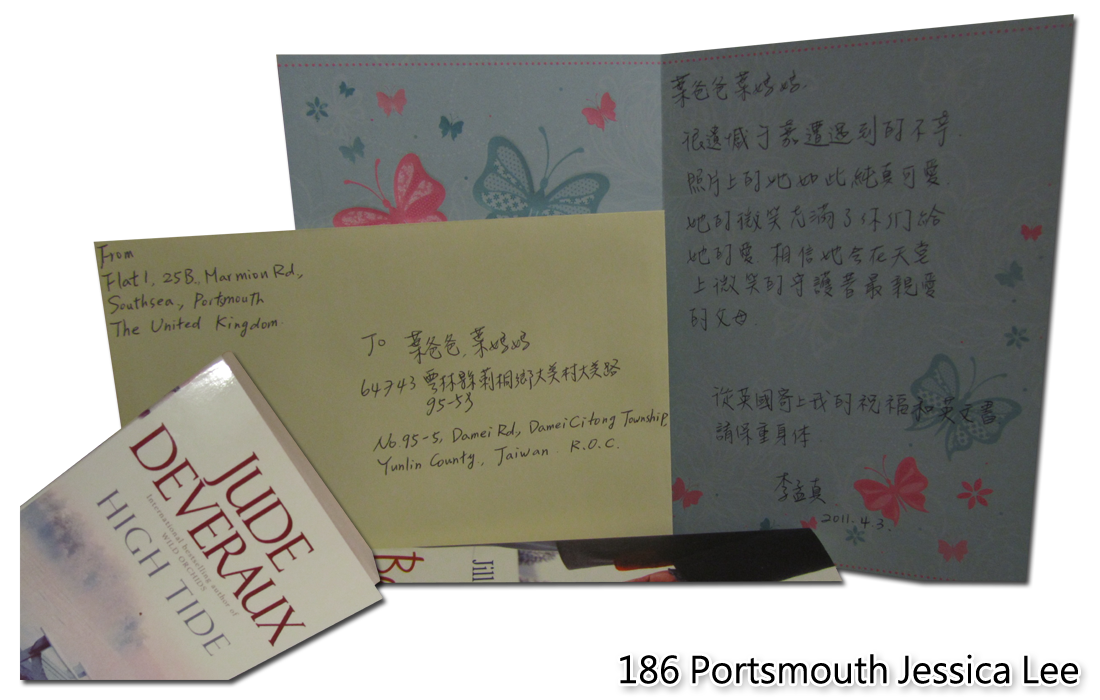 From
Flat 1, 25B, Marmion Rd,
Southsea, Portsmouth
The United Kingdom.
To 葉爸爸,葉媽媽
64743 雲林縣莿桐鄉大美村大美路
95-5號
No.95-5, Damei Rd, Damei Citong Township
Yunlin County, Taiwan R.O.C.
葉爸爸葉媽媽,
很遺憾于嘉遭遇到的不幸
照片上的她如此純真可愛
她的微笑充滿了你們給
她的愛 相信她會在天堂
上微笑的守護著最親愛
的父母
從英國寄上我的祝福和英文書
請保重身体
李孟真
2011.4.3.
JUDE
DEVERAUX
International bestselling author of
WILD ORCHIDS
HIGH TIDE
Jill
186 Portsmouth Jessica Lee